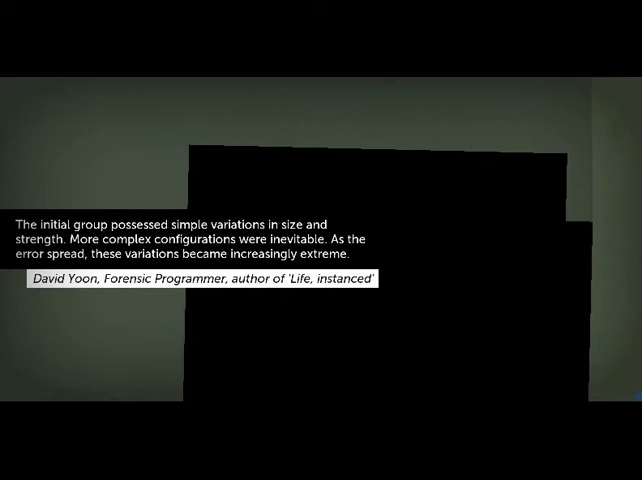 The initial group possessed simple variations in size and
strength. More complex configurations were inevitable. As the
error spread, these variations became increasingly extreme.
David Yoon, Forensic Programmer, author of 'Life, instanced'